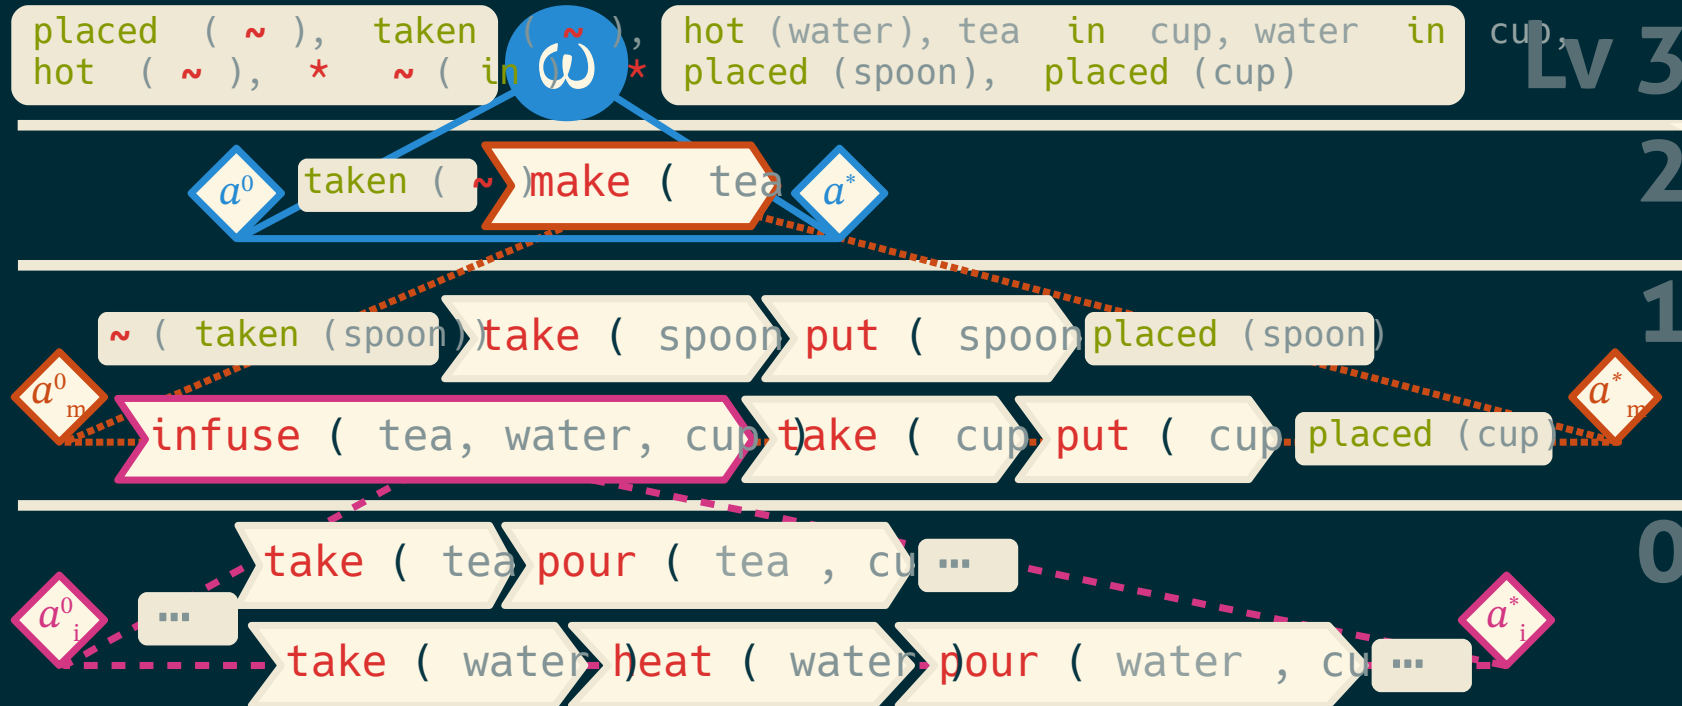 placed ( ~ ), taken ( ~ ), hot (water), tea in cup, water in cup,
hot ( ~ ), * ~ ( in ) * placed (spoon), placed (cup)
ω
Lv 3
2
a0 taken ( ~ ) make ( tea a*
1
~ ( taken (spoon)) take ( spoon put ( spoon placed (spoon)
a0m a*m
infuse ( tea, water, cup ) take ( cup put ( cup placed (cup)
0
take ( tea pour ( tea , cu ...
a0i ... a*i
take ( water ) heat ( water ) pour ( water , cu ...